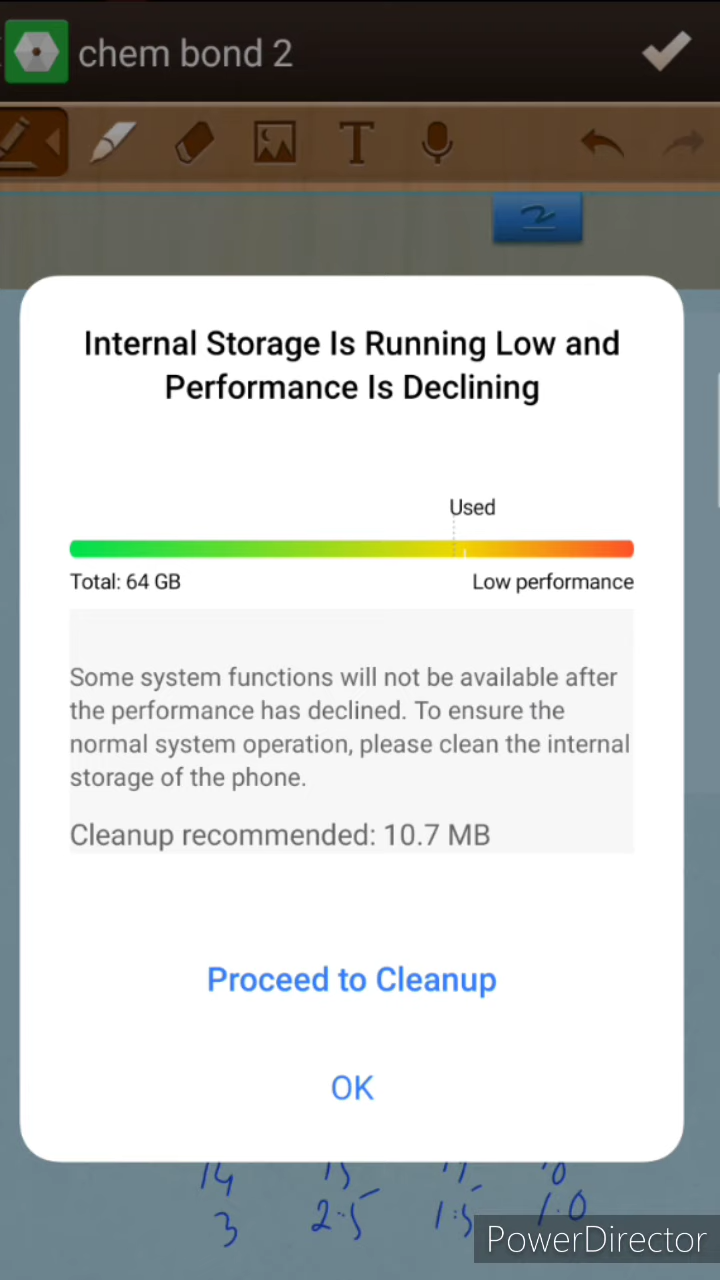 chem bond 2
T
2
Internal Storage Is Running Low and
Performance Is Declining
Used
Total: 64 GB
Low performance
Some system functions will not be available after
the performance has declined. To ensure the
normal system operation, please clean the internal
storage of the phone.
Cleanup recommended: 10.7 MB
Proceed to Cleanup
OK
14
3 2.5 1.5 1.0
PowerDirector